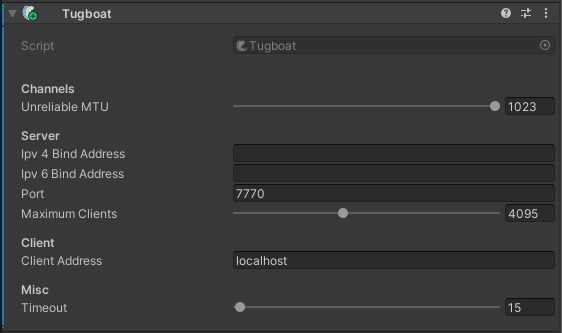 Tugboat
Script Tugboat
Channels
Unreliable MTU 1023
Server
Ipv 4 Bind Address
Ipv 6 Bind Address
Port 7770
Maximum Clients 4095
Client
Client Address localhost
Misc
Timeout 15